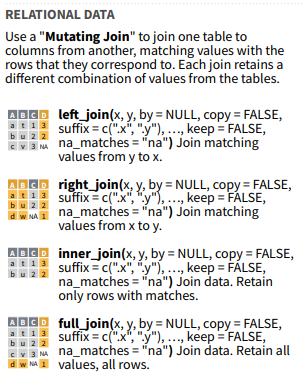 RELATIONAL DATA
Use a "Mutating Join" to join one table to
columns from another, matching values with the
rows that they correspond to. Each join retains a
different combination of values from the tables.
A B C D
a t 1 3
b u 2 2
c v 3 NA
left_join(x, y, by = NULL, copy = FALSE,
suffix = c(".x", ".y"), …, keep = FALSE,
na_matches = "na") Join matching
values from y to x.
A B C D
a t 1 3
b u 2 2
d w NA 1
right_join(x, y, by = NULL, copy = FALSE,
suffix = c(".x", ".y"), …, keep = FALSE,
na_matches = "na") Join matching
values from x to y.
A B C D
a t 1 3
b u 2 2
inner_join(x, y, by = NULL, copy = FALSE,
suffix = c(".x", ".y"), …, keep = FALSE,
na_matches = "na") Join data. Retain
only rows with matches.
A B C D
a t 1 3
b u 2 2
c v 3 NA
d w NA 1
full_join(x, y, by = NULL, copy = FALSE,
suffix = c(".x", ".y"), …, keep = FALSE,
na_matches = "na") Join data. Retain all
values, all rows.